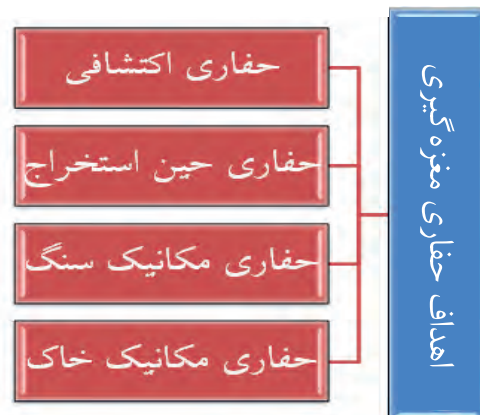 اهداف حفاری مغزه گیری
حفاری اکتشافی
حفاری حین استخراج
حفاری مکانیک سنگ
حفاری مکانیک خاک